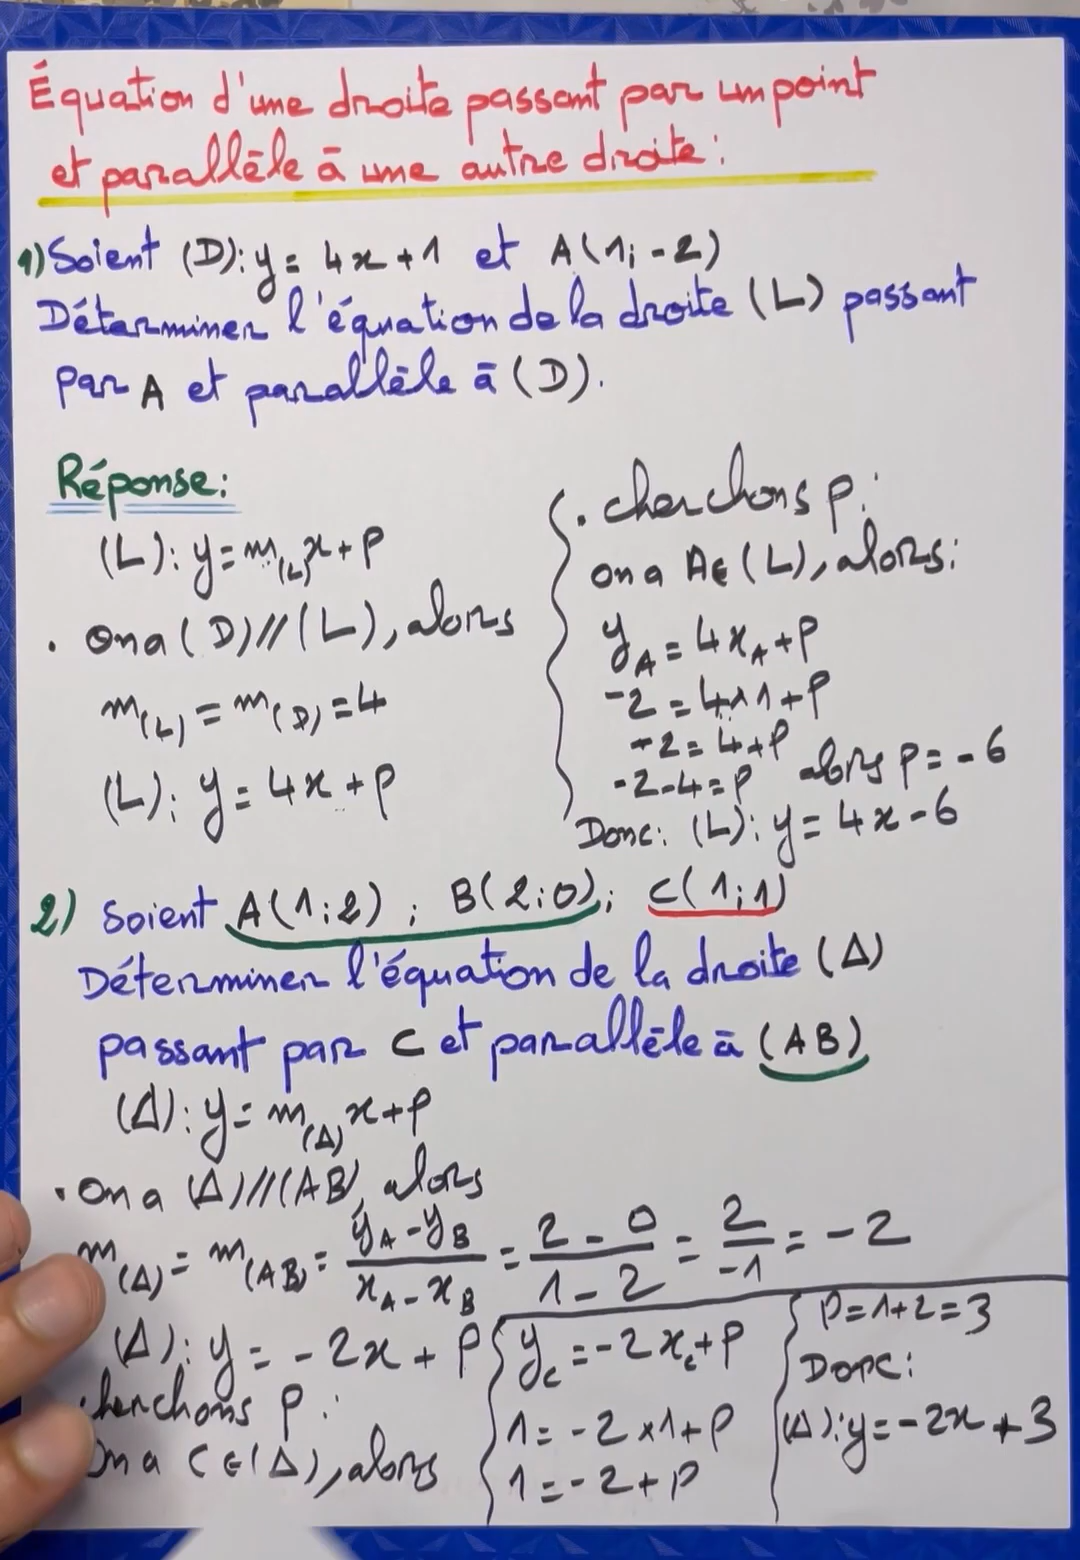 Équation d'une droite passant par un point
et parallèle à une autre droite :
1) Soient (D): y = 4x + 1 et A(1; -2)
Déterminer l'équation de la droite (L) passant
par A et parallèle à (D).
Réponse:
(L): y = m(L)x + P
. On a (D) // (L), alors
m(L) = m(D) = 4
(L): y = 4x + P
. cherchons p:
on a A ∈ (L), alors:
yA = 4xA + P
-2 = 4×1 + P
-2 = 4 + P
-2 - 4 = P alors P = -6
Donc: (L): y = 4x - 6
2) Soient A(1;2) ; B(2;0) ; C(1;1)
Déterminer l'équation de la droite (Δ)
passant par C et parallèle à (AB)
(Δ): y = m(Δ) x + P
. On a (Δ) // (AB), alors
m(Δ) = m(AB) = yA - yB / xA - xB = 2 - 0 / 1 - 2 = 2 / -1 = -2
(Δ): y = -2x + P
cherchons p :
On a C ∈ (Δ), alors
yC = -2xC + P
1 = -2×1 + P
1 = -2 + P
P = 1 + 2 = 3
Donc:
(Δ): y = -2x + 3